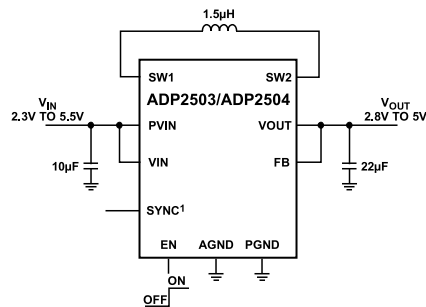 1.5µH
SW1 SW2
ADP2503/ADP2504
VIN
2.3V TO 5.5V
PVIN VOUT
VOUT
2.8V TO 5V
10µF
VIN FB
22µF
SYNC1
EN AGND PGND
ON
OFF